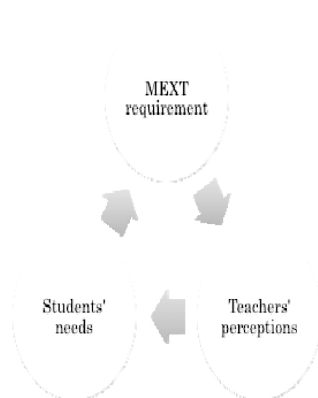 MEXT
requirement
Students'
needs
Teachers'
perceptions